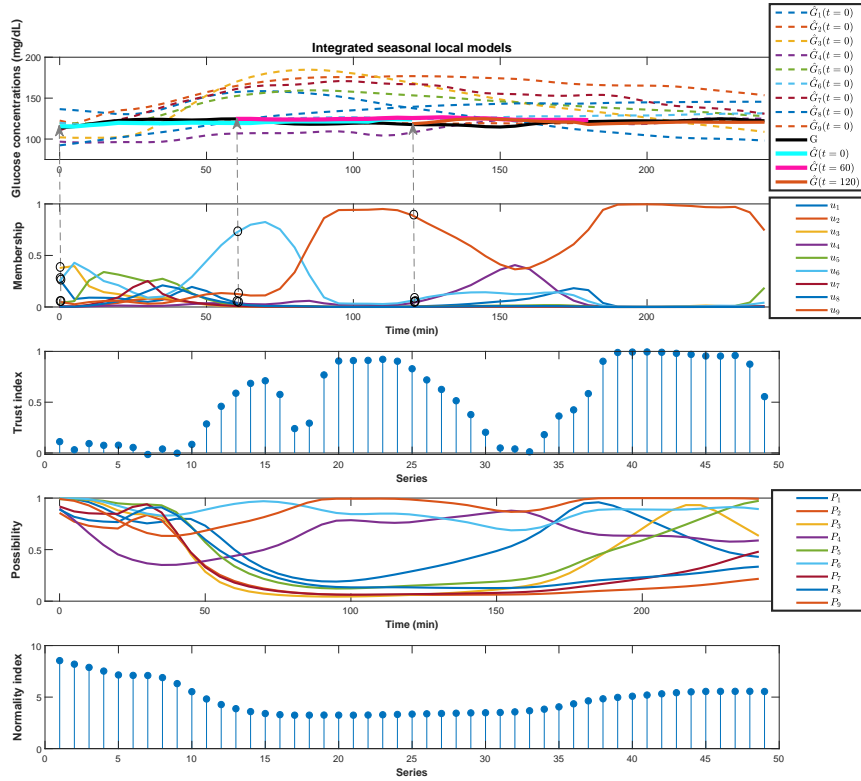 Integrated seasonal local models
Glucose concentrations (mg/dL)
200
150
100
0
50
100
150
200
Ĝ₁(t = 0)
Ĝ₂(t = 0)
Ĝ₃(t = 0)
Ĝ₄(t = 0)
Ĝ₅(t = 0)
Ĝ₆(t = 0)
Ĝ₇(t = 0)
Ĝ₈(t = 0)
Ĝ₉(t = 0)
G
Ĝ(t = 0)
Ĝ(t = 60)
Ĝ(t = 120)
Membership
1
0.5
0
0
50
100
150
200
Time (min)
u₁
u₂
u₃
u₄
u₅
u₆
u₇
u₈
u₉
Trust index
1
0.5
0
0
5
10
15
20
25
30
35
40
45
50
Series
Possibility
1
0.5
0
0
50
100
150
200
Time (min)
P₁
P₂
P₃
P₄
P₅
P₆
P₇
P₈
P₉
Normality index
10
5
0
0
5
10
15
20
25
30
35
40
45
50
Series